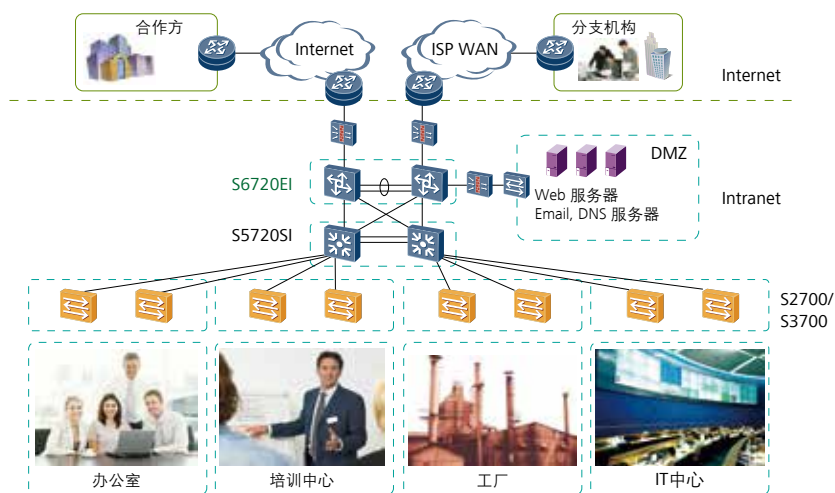 合作方
Internet
ISP WAN
分支机构
Internet
DMZ
S6720EI
Web 服务器
Email, DNS 服务器
Intranet
S5720SI
S2700/
S3700
办公室
培训中心
工厂
IT中心